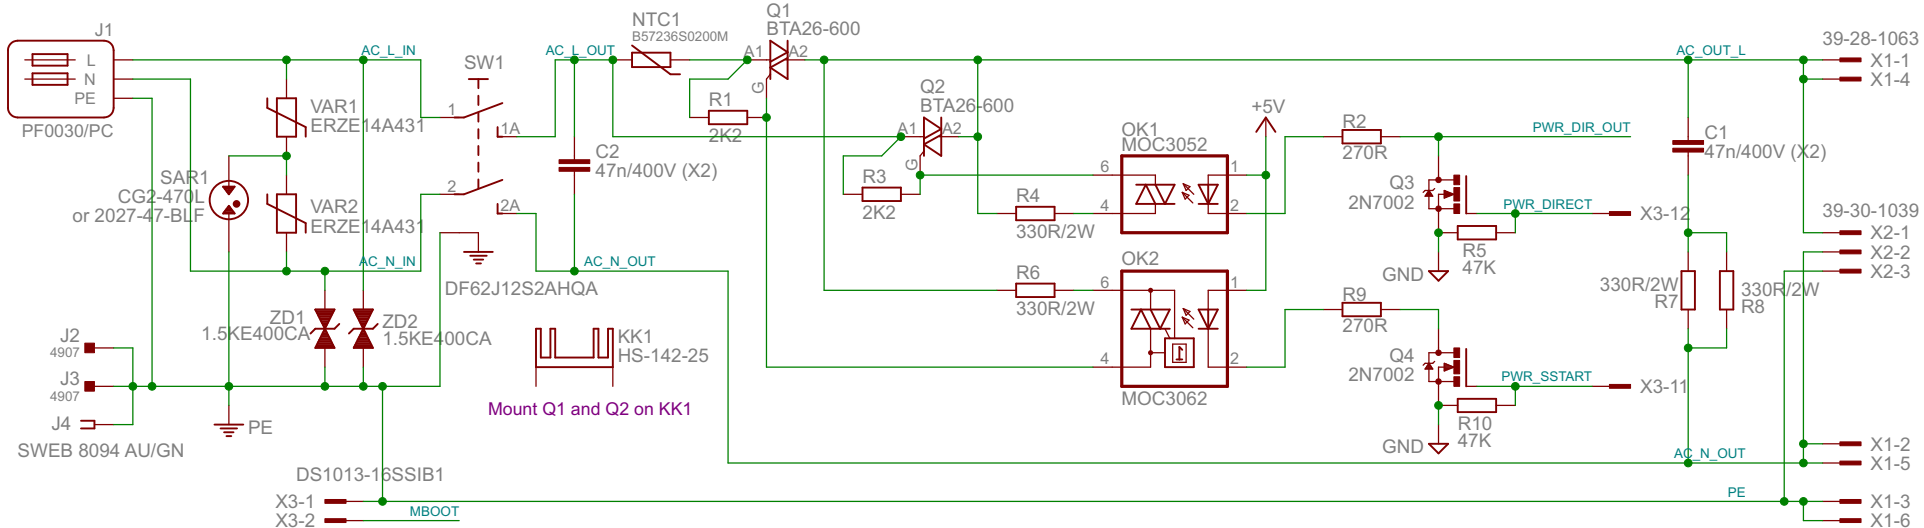 J1
L
N
PE
PF0030/PC
AC_L_IN
VAR1
ERZE14A431
SAR1
CG2-470L
or 2027-47-BLF
VAR2
ERZE14A431
AC_N_IN
SW1
1
1A
2
2A
DF62J12S2AHQA
AC_L_OUT
C2
47n/400V (X2)
AC_N_OUT
NTC1
B57236S0200M
Q1
BTA26-600
A1
A2
G
R1
2K2
Q2
BTA26-600
A1
A2
G
R3
2K2
R4
330R/2W
R6
330R/2W
OK1
MOC3052
6
4
1
2
OK2
6
4
1
2
MOC3062
+5V
R2
270R
PWR_DIR_OUT
Q3
2N7002
PWR_DIRECT
X3-12
R5
47K
GND
R9
270R
Q4
2N7002
PWR_SSTART
X3-11
R10
47K
GND
AC_OUT_L
C1
47n/400V (X2)
330R/2W
R7
330R/2W
R8
AC_N_OUT
39-28-1063
X1-1
X1-4
39-30-1039
X2-1
X2-2
X2-3
X1-2
X1-5
PE
X1-3
X1-6
ZD1
1.5KE400CA
ZD2
1.5KE400CA
KK1
HS-142-25
Mount Q1 and Q2 on KK1
J2
4907
J3
4907
J4
SWEB 8094 AU/GN
PE
DS1013-16SSIB1
X3-1
X3-2
MBOOT